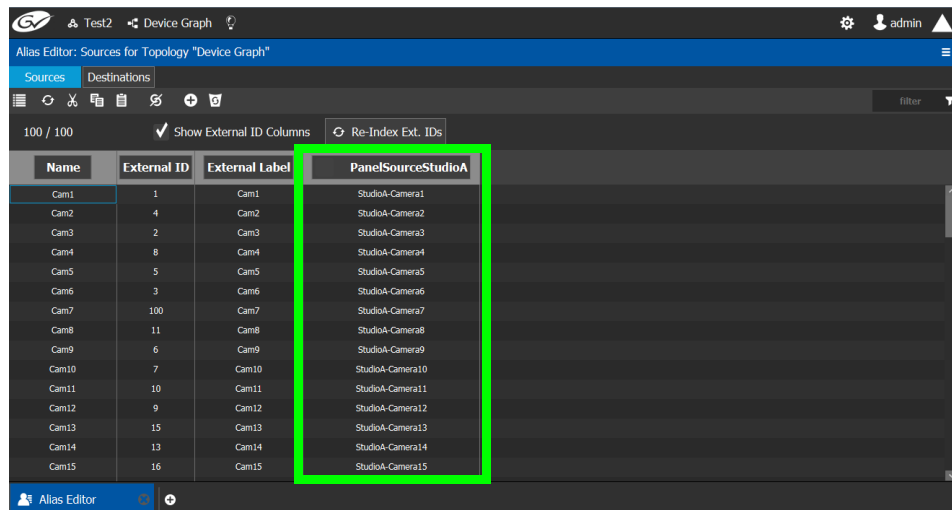 GV Test2 Device Graph admin
Alias Editor: Sources for Topology "Device Graph"
Sources Destinations
filter
100 / 100 Show External ID Columns Re-Index Ext. IDs
Name External ID External Label PanelSourceStudioA
Cam1 1 Cam1 StudioA-Camera1
Cam2 4 Cam2 StudioA-Camera2
Cam3 2 Cam3 StudioA-Camera3
Cam4 8 Cam4 StudioA-Camera4
Cam5 5 Cam5 StudioA-Camera5
Cam6 3 Cam6 StudioA-Camera6
Cam7 100 Cam7 StudioA-Camera7
Cam8 11 Cam8 StudioA-Camera8
Cam9 6 Cam9 StudioA-Camera9
Cam10 7 Cam10 StudioA-Camera10
Cam11 10 Cam11 StudioA-Camera11
Cam12 9 Cam12 StudioA-Camera12
Cam13 15 Cam13 StudioA-Camera13
Cam14 13 Cam14 StudioA-Camera14
Cam15 16 Cam15 StudioA-Camera15
Alias Editor